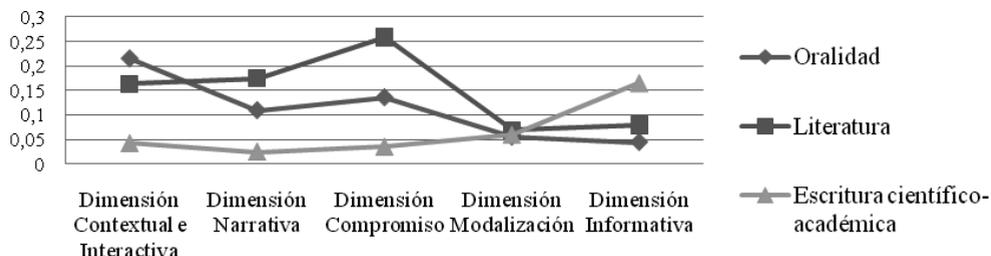 0,3
0,25
0,2
0,15
0,1
0,05
0
Dimensión Contextual e Interactiva
Dimensión Narrativa
Dimensión Compromiso
Dimensión Modalización
Dimensión Informativa
Oralidad
Literatura
Escritura científico-
académica